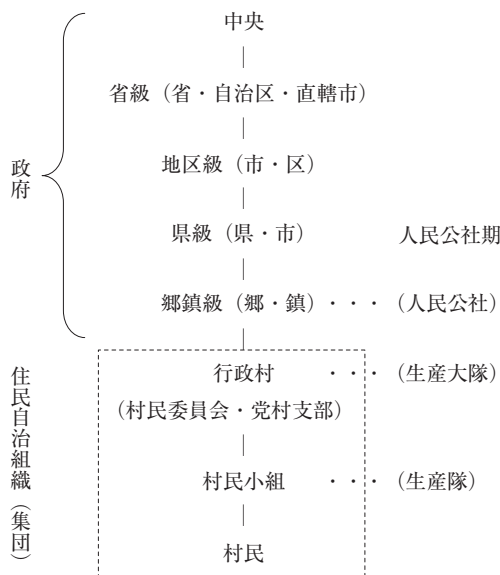 中央
省級（省・自治区・直轄市）
地区級（市・区）
政府
県級（県・市）　人民公社期
郷鎮級（郷・鎮）・・・（人民公社）
行政村　・・・（生産大隊）
（村民委員会・党村支部）
住民自治組織（集団）
村民小組　・・・（生産隊）
村民